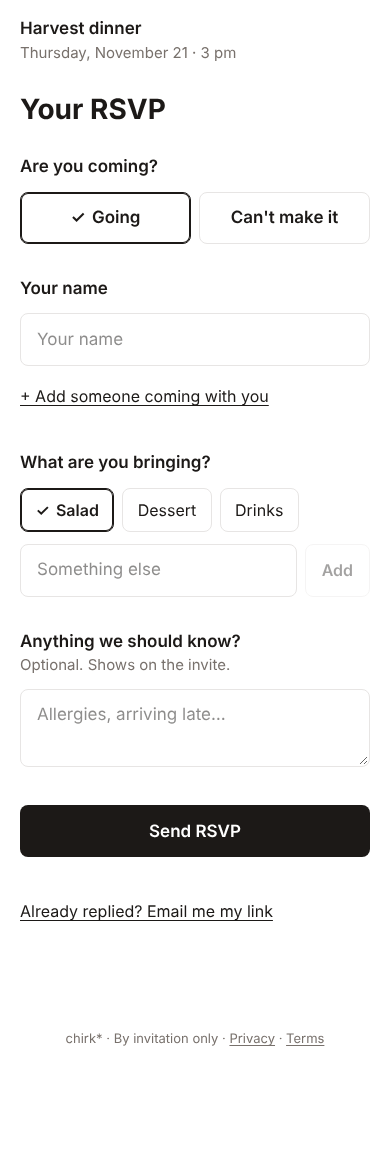 Harvest dinner
Thursday, November 21 · 3 pm
Your RSVP
Are you coming?
✓ Going
Can't make it
Your name
Your name
+ Add someone coming with you
What are you bringing?
✓ Salad
Dessert
Drinks
Something else
Add
Anything we should know?
Optional. Shows on the invite.
Allergies, arriving late...
Send RSVP
Already replied? Email me my link
chirk* · By invitation only · Privacy · Terms